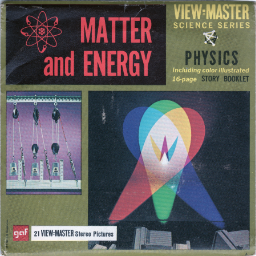 MATTER
and ENERGY
VIEW-MASTER
SCIENCE SERIES
PHYSICS
Including color illustrated
16-page STORY BOOKLET
gaf
21 VIEW-MASTER Stereo Pictures